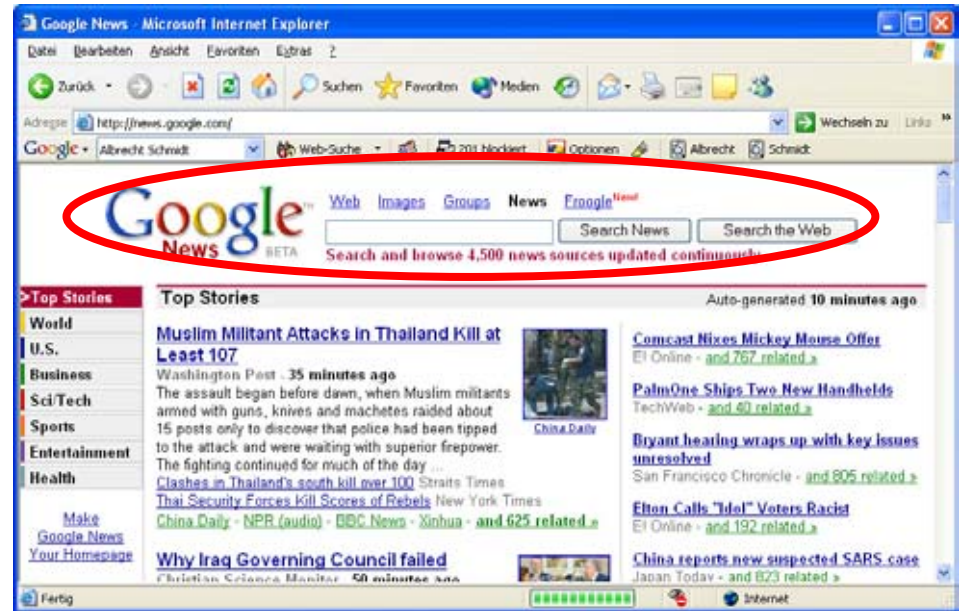 Google News - Microsoft Internet Explorer
Datei Bearbeiten Ansicht Favoriten Extras ?
Zurück Suchen Favoriten Medien
Adresse http://news.google.com/ Wechseln zu Links »
Google Albrecht Schmidt Web-Suche 201 blockiert Optionen Albrecht Schmidt
Google News BETA
Web Images Groups News Froogle New!
Search News Search the Web
Search and browse 4,500 news sources updated continuously
>Top Stories
World
U.S.
Business
Sci/Tech
Sports
Entertainment
Health
Make
Google News
Your Homepage
Top Stories Auto-generated 10 minutes ago
Muslim Militant Attacks in Thailand Kill at
Least 107
Washington Post - 35 minutes ago
The assault began before dawn, when Muslim militants
armed with guns, knives and machetes raided about
15 posts only to discover that police had been tipped
to the attack and were waiting with superior firepower.
The fighting continued for much of the day ...
Clashes in Thailand's south kill over 100 Straits Times
Thai Security Forces Kill Scores of Rebels New York Times
China Daily - NPR (audio) - BBC News - Xinhua - and 625 related »
China Daily
Why Iraq Governing Council failed
Christian Science Monitor - 50 minutes ago
Comcast Nixes Mickey Mouse Offer
E! Online - and 767 related »
PalmOne Ships Two New Handhelds
TechWeb - and 40 related »
Bryant hearing wraps up with key issues
unresolved
San Francisco Chronicle - and 805 related »
Elton Calls "Idol" Voters Racist
E! Online - and 192 related »
China reports new suspected SARS case
Japan Today - and 823 related »
Fertig Internet